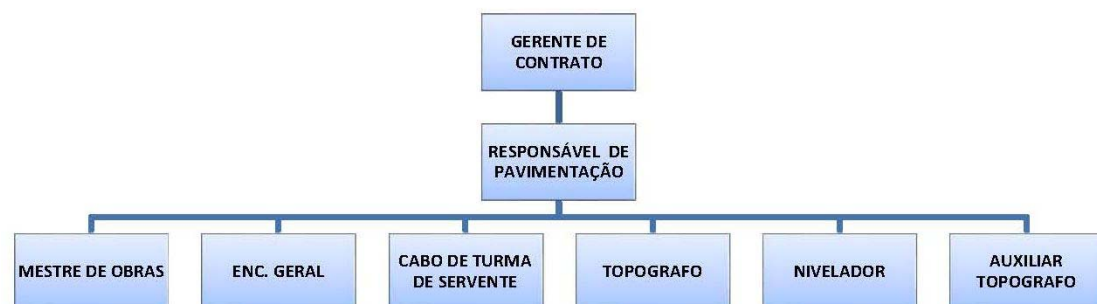 GERENTE DE
CONTRATO
RESPONSÁVEL DE
PAVIMENTAÇÃO
MESTRE DE OBRAS
ENC. GERAL
CABO DE TURMA
DE SERVENTE
TOPOGRAFO
NIVELADOR
AUXILIAR
TOPOGRAFO